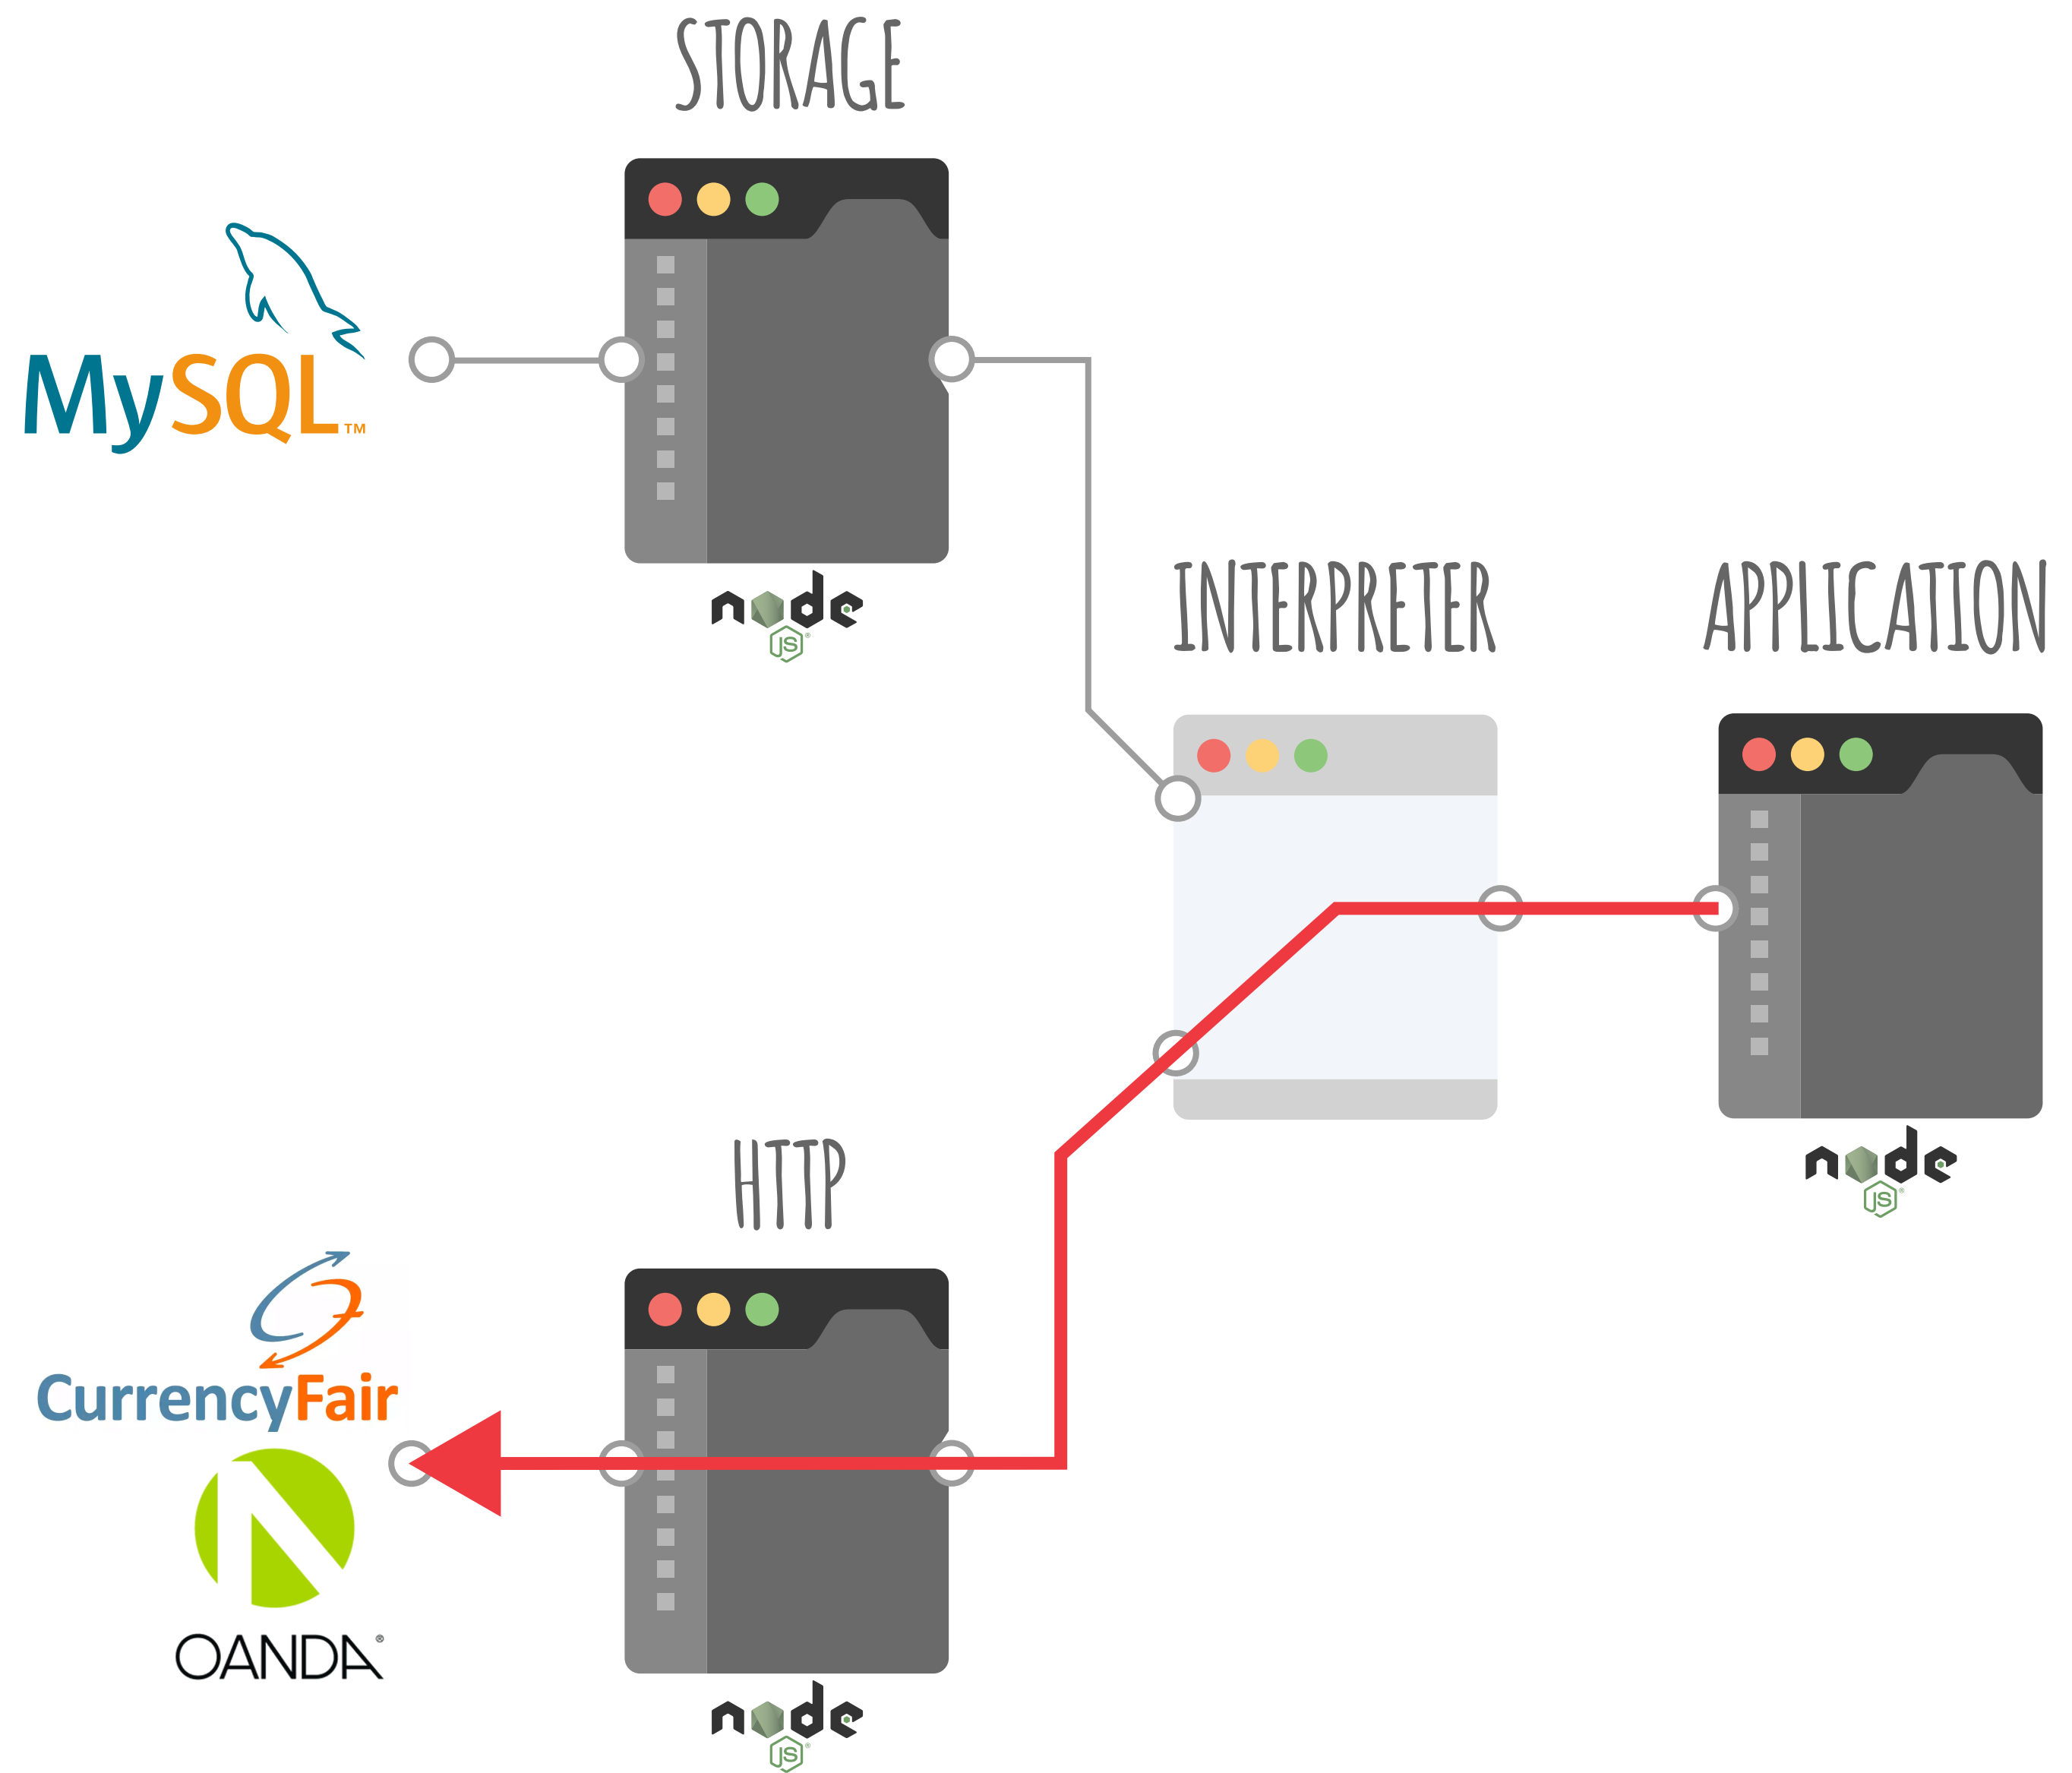 STORAGE
MySQL™
node
JS®
INTERPRETER
APPLICATION
node
JS®
HTTP
CurrencyFair
OANDA®
node
JS®